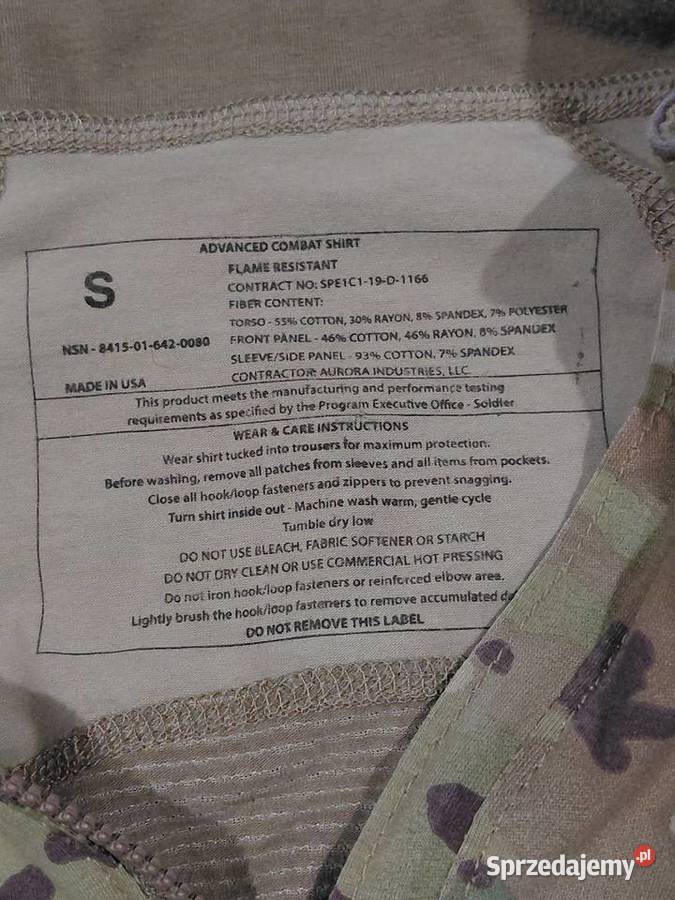 ADVANCED COMBAT SHIRT
S
FLAME RESISTANT
CONTRACT NO: SPE1C1-19-D-1166
FIBER CONTENT:
TORSO - 55% COTTON, 30% RAYON, 8% SPANDEX, 7% POLYESTER
NSN - 8415-01-642-0080
FRONT PANEL - 46% COTTON, 46% RAYON, 8% SPANDEX
SLEEVE/SIDE PANEL - 93% COTTON, 7% SPANDEX
MADE IN USA
CONTRACTOR: AURORA INDUSTRIES, LLC
This product meets the manufacturing and performance testing
requirements as specified by the Program Executive Office - Soldier
WEAR & CARE INSTRUCTIONS
Wear shirt tucked into trousers for maximum protection.
Before washing, remove all patches from sleeves and all items from pockets.
Close all hook/loop fasteners and zippers to prevent snagging.
Turn shirt inside out - Machine wash warm, gentle cycle
Tumble dry low
DO NOT USE BLEACH, FABRIC SOFTENER OR STARCH
DO NOT DRY CLEAN OR USE COMMERCIAL HOT PRESSING
Do not iron hook/loop fasteners or reinforced elbow area.
Lightly brush the hook/loop fasteners to remove accumulated
DO NOT REMOVE THIS LABEL
Sprzedajemy.pl